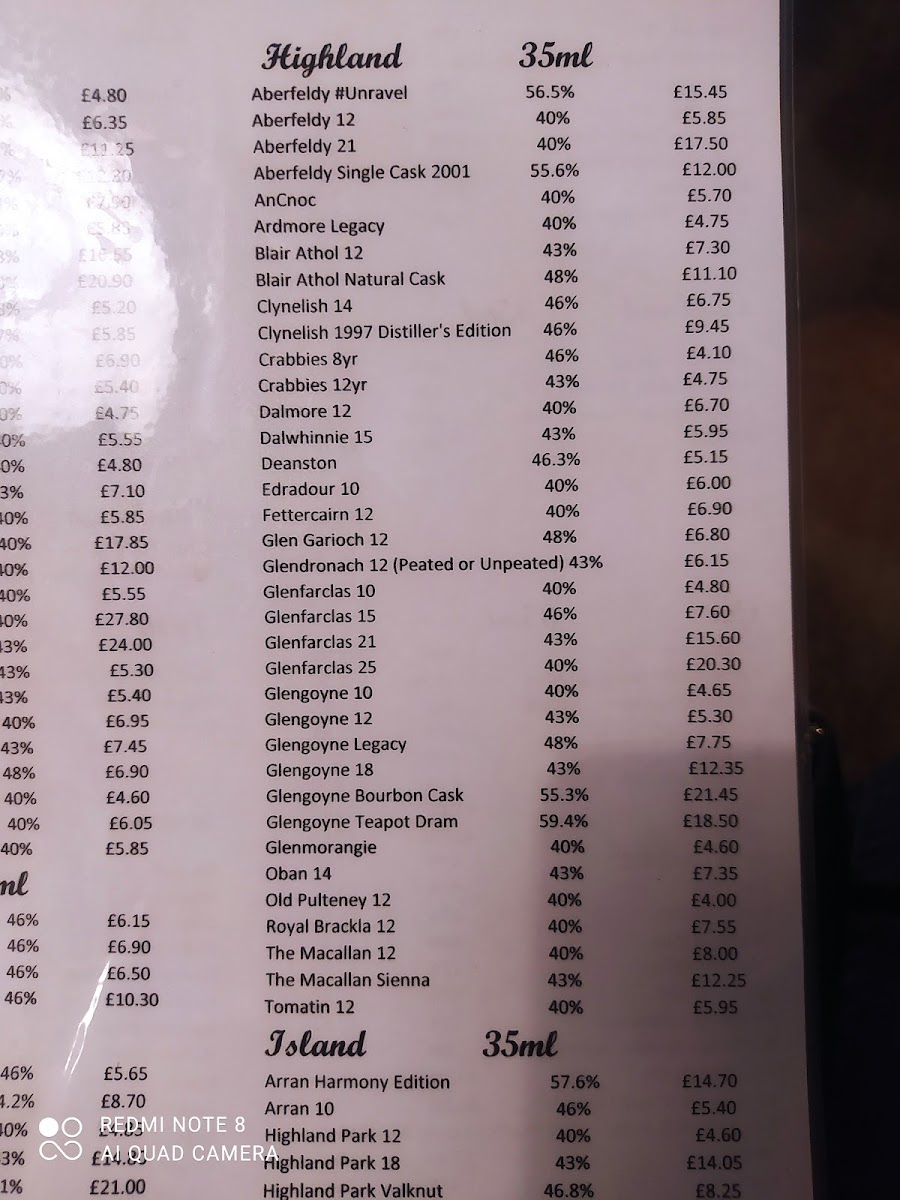 £4.80
£6.35
£11.25
£5.20
£5.85
£6.90
£5.40
£4.75
0% £5.55
0% £4.80
3% £7.10
40% £5.85
40% £17.85
40% £12.00
40% £5.55
40% £27.80
43% £24.00
43% £5.30
43% £5.40
40% £6.95
43% £7.45
48% £6.90
40% £4.60
40% £6.05
40% £5.85
ml
46% £6.15
46% £6.90
46% £6.50
46% £10.30
46% £5.65
4.2% £8.70
40%
3%
1% £21.00
Highland 35ml
Aberfeldy #Unravel 56.5% £15.45
Aberfeldy 12 40% £5.85
Aberfeldy 21 40% £17.50
Aberfeldy Single Cask 2001 55.6% £12.00
AnCnoc 40% £5.70
Ardmore Legacy 40% £4.75
Blair Athol 12 43% £7.30
Blair Athol Natural Cask 48% £11.10
Clynelish 14 46% £6.75
Clynelish 1997 Distiller's Edition 46% £9.45
Crabbies 8yr 46% £4.10
Crabbies 12yr 43% £4.75
Dalmore 12 40% £6.70
Dalwhinnie 15 43% £5.95
Deanston 46.3% £5.15
Edradour 10 40% £6.00
Fettercairn 12 40% £6.90
Glen Garioch 12 48% £6.80
Glendronach 12 (Peated or Unpeated) 43% £6.15
Glenfarclas 10 40% £4.80
Glenfarclas 15 46% £7.60
Glenfarclas 21 43% £15.60
Glenfarclas 25 40% £20.30
Glengoyne 10 40% £4.65
Glengoyne 12 43% £5.30
Glengoyne Legacy 48% £7.75
Glengoyne 18 43% £12.35
Glengoyne Bourbon Cask 55.3% £21.45
Glengoyne Teapot Dram 59.4% £18.50
Glenmorangie 40% £4.60
Oban 14 43% £7.35
Old Pulteney 12 40% £4.00
Royal Brackla 12 40% £7.55
The Macallan 12 40% £8.00
The Macallan Sienna 43% £12.25
Tomatin 12 40% £5.95
Island 35ml
Arran Harmony Edition 57.6% £14.70
Arran 10 46% £5.40
Highland Park 12 40% £4.60
Highland Park 18 43% £14.05
Highland Park Valknut 46.8% £8.25
REDMI NOTE 8
AI QUAD CAMERA